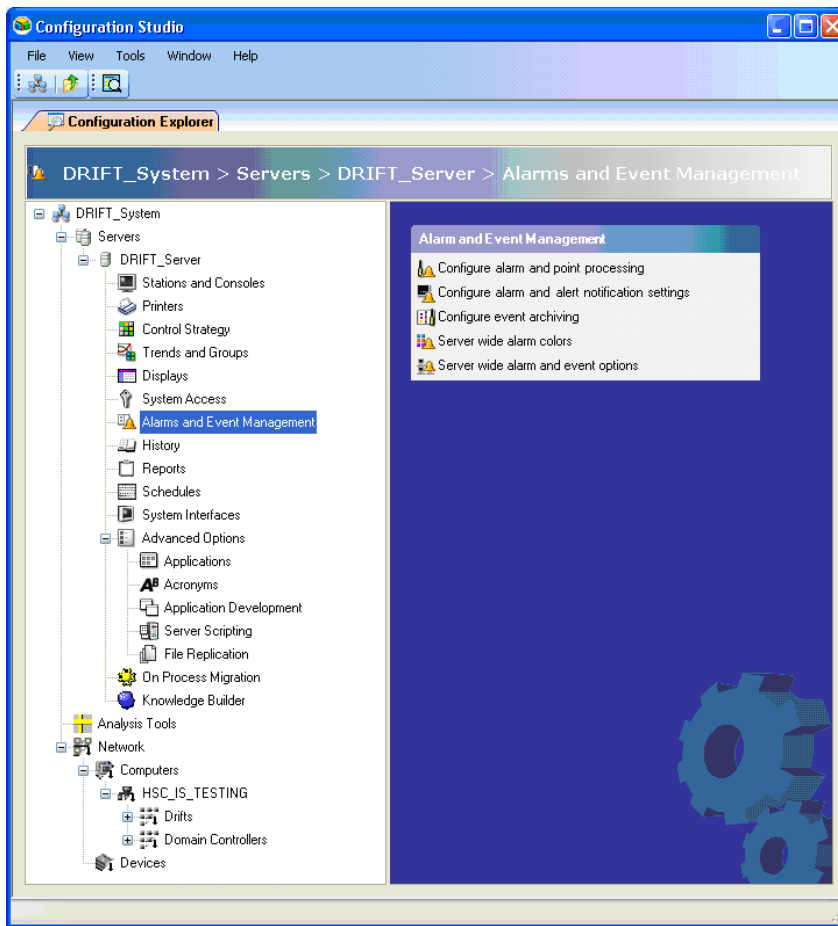 Configuration Studio
File View Tools Window Help
Configuration Explorer
DRIFT_System > Servers > DRIFT_Server > Alarms and Event Management
DRIFT_System
Servers
DRIFT_Server
Stations and Consoles
Printers
Control Strategy
Trends and Groups
Displays
System Access
Alarms and Event Management
History
Reports
Schedules
System Interfaces
Advanced Options
Applications
Acronyms
Application Development
Server Scripting
File Replication
On Process Migration
Knowledge Builder
Analysis Tools
Network
Computers
HSC_IS_TESTING
Drifts
Domain Controllers
Devices
Alarm and Event Management
Configure alarm and point processing
Configure alarm and alert notification settings
Configure event archiving
Server wide alarm colors
Server wide alarm and event options